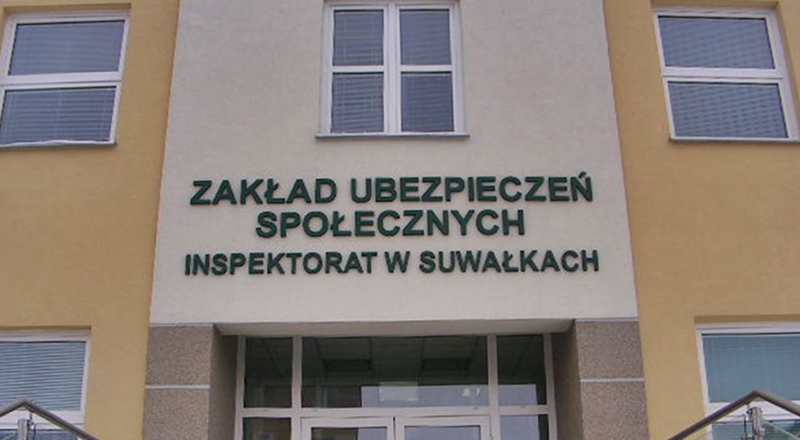 ZAKŁAD UBEZPIECZEŃ
SPOŁECZNYCH
INSPEKTORAT W SUWAŁKACH